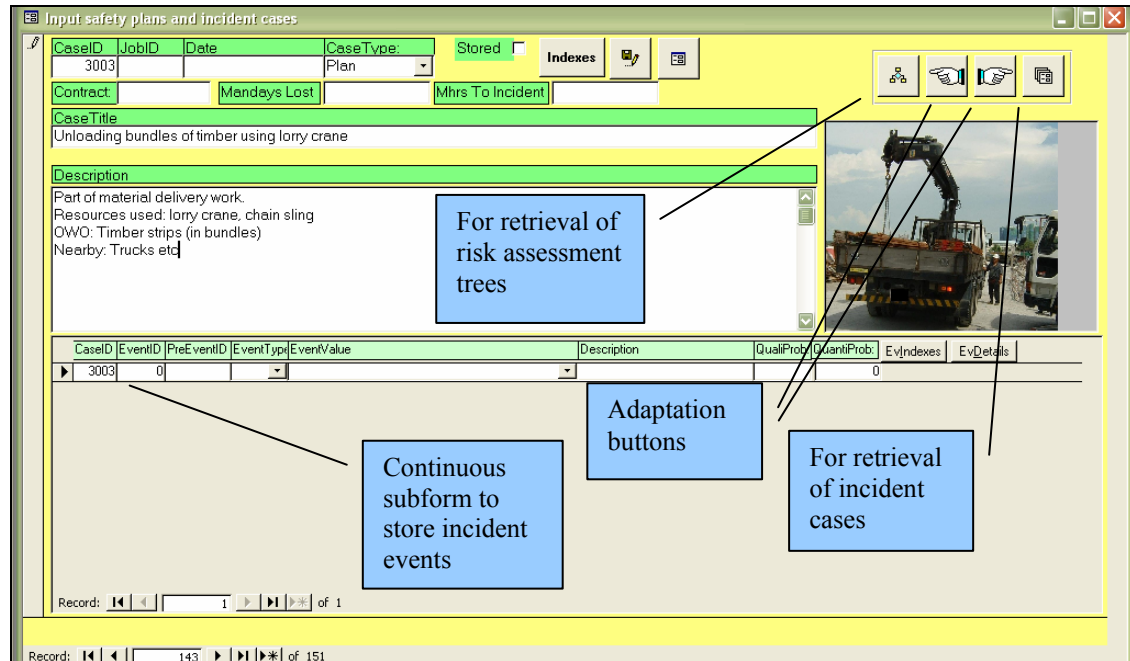 Input safety plans and incident cases
CaseID JobID Date CaseType: Stored Indexes
3003 Plan
Contract: Mandays Lost Mhrs To Incident
CaseTitle
Unloading bundles of timber using lorry crane
Description
Part of material delivery work.
Resources used: lorry crane, chain sling
OWO: Timber strips (in bundles)
Nearby: Trucks etc
For retrieval of
risk assessment
trees
CaseID EventID PreEventID EventType EventValue Description QualiProb: QuantiProb: EvIndexes EvDetails
3003 0 0
Adaptation
buttons
Continuous
subform to
store incident
events
For retrieval
of incident
cases
Record: 1 of 1
Record: 143 of 151